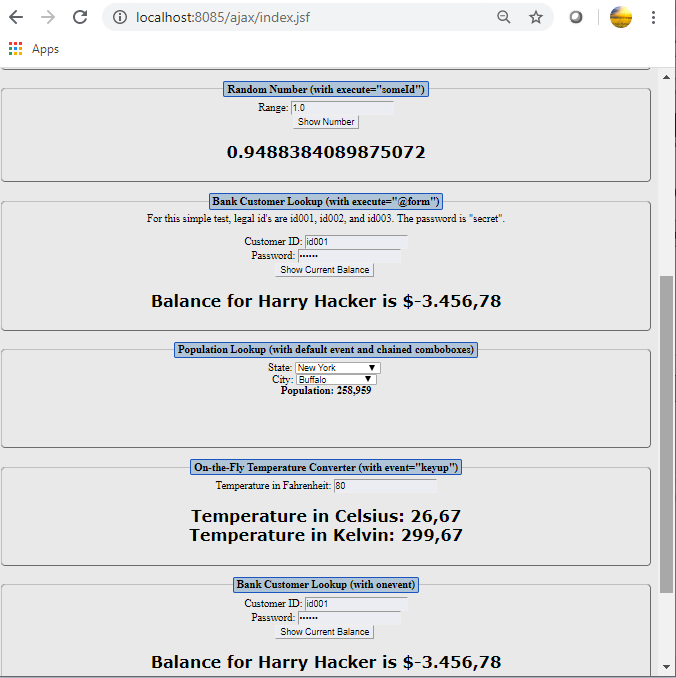 localhost:8085/ajax/index.jsf
Apps
Random Number (with execute="someId")
Range: 1.0
Show Number
0.9488384089875072
Bank Customer Lookup (with execute="@form")
For this simple test, legal id's are id001, id002, and id003. The password is "secret".
Customer ID: id001
Password: ••••••
Show Current Balance
Balance for Harry Hacker is $-3.456,78
Population Lookup (with default event and chained comboboxes)
State: New York
City: Buffalo
Population: 258,959
On-the-Fly Temperature Converter (with event="keyup")
Temperature in Fahrenheit: 80
Temperature in Celsius: 26,67
Temperature in Kelvin: 299,67
Bank Customer Lookup (with onevent)
Customer ID: id001
Password: ••••••
Show Current Balance
Balance for Harry Hacker is $-3.456,78